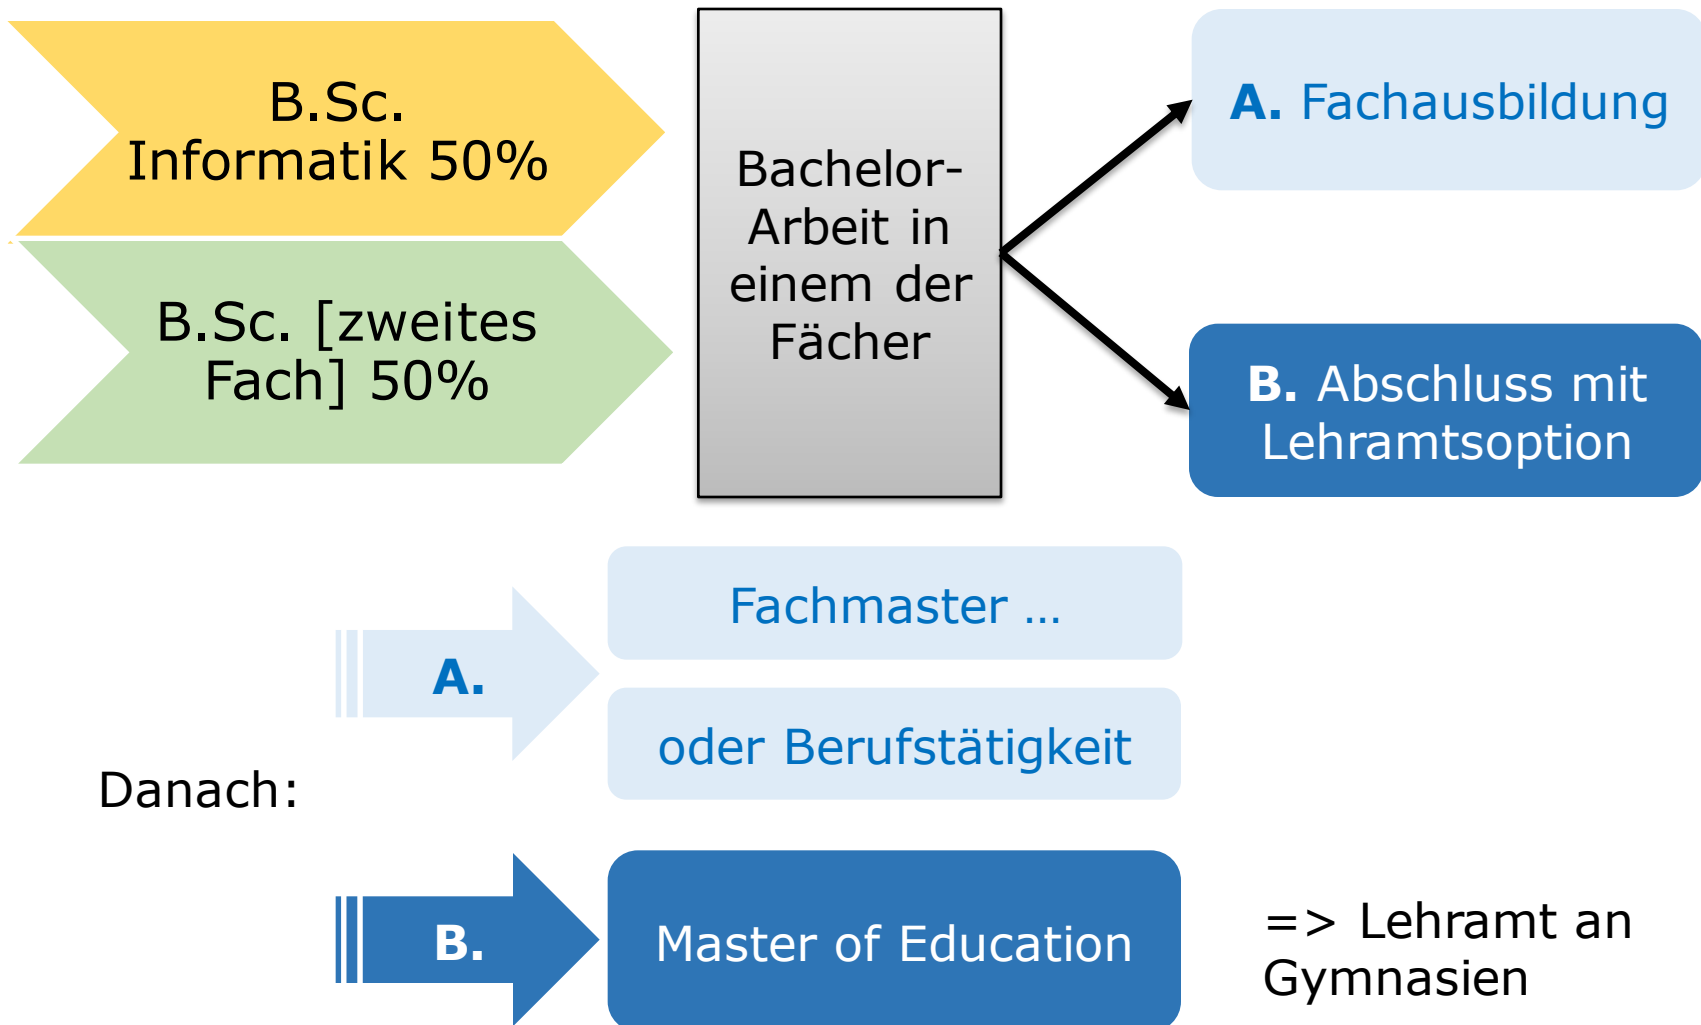 B.Sc.
Informatik 50%
B.Sc. [zweites
Fach] 50%
Bachelor-
Arbeit in
einem der
Fächer
A. Fachausbildung
B. Abschluss mit
Lehramtsoption
Danach:
A.
Fachmaster ...
oder Berufstätigkeit
B.
Master of Education
=> Lehramt an
Gymnasien